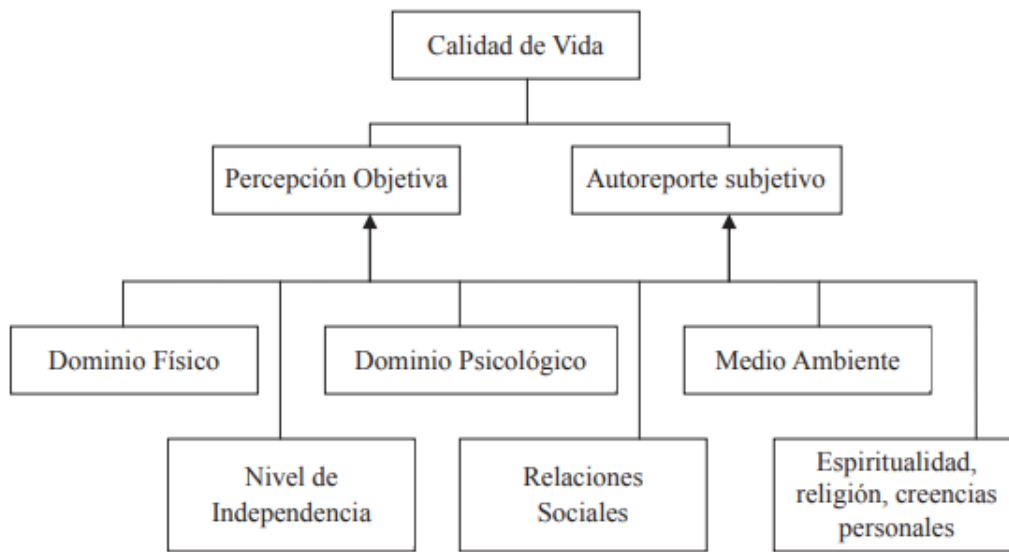 Calidad de Vida
Percepción Objetiva
Autoreporte subjetivo
Dominio Físico
Dominio Psicológico
Medio Ambiente
Nivel de
Independencia
Relaciones
Sociales
Espiritualidad,
religión, creencias
personales